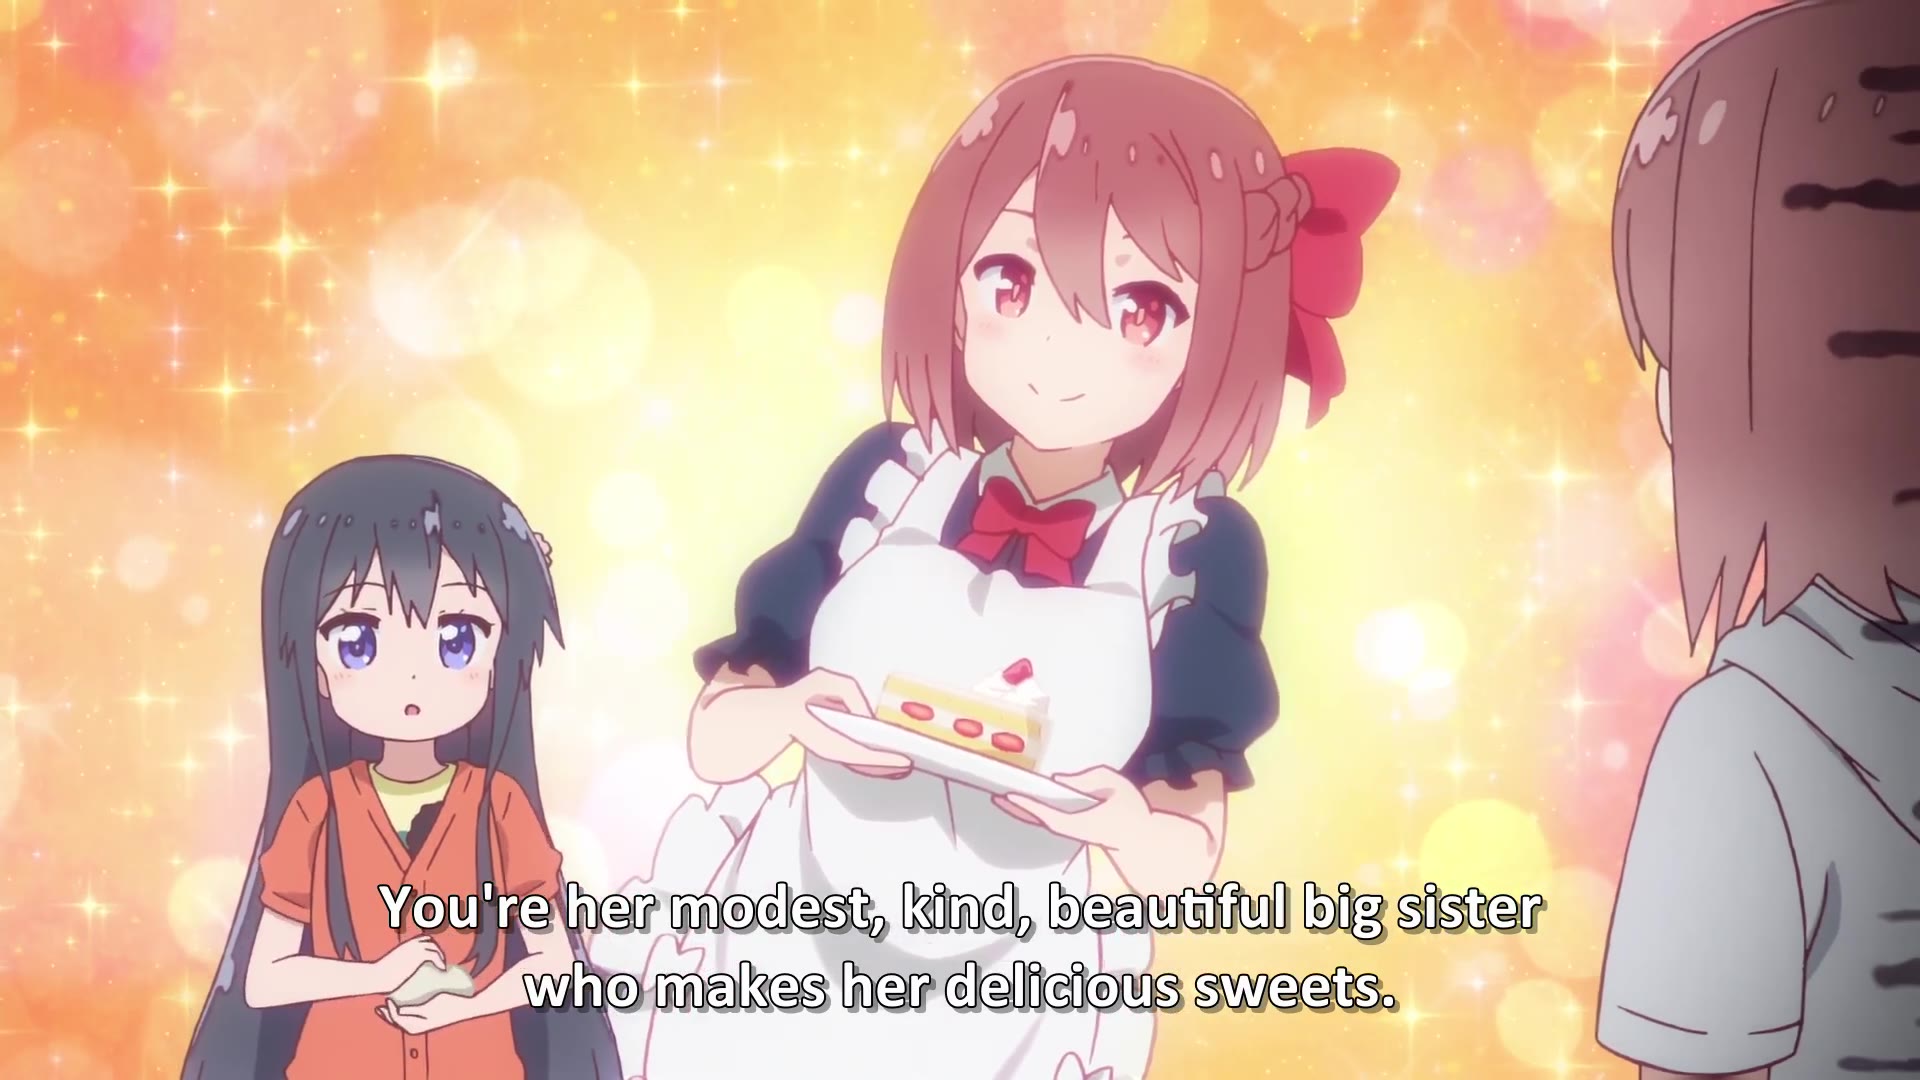 You're her modest, kind, beautiful big sister
who makes her delicious sweets.